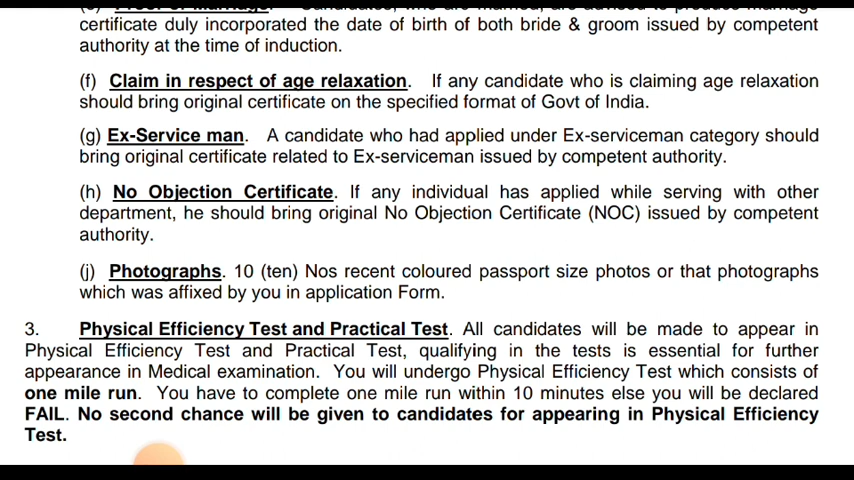 certificate duly incorporated the date of birth of both bride & groom issued by competent
authority at the time of induction.
(f) Claim in respect of age relaxation. If any candidate who is claiming age relaxation
should bring original certificate on the specified format of Govt of India.
(g) Ex-Service man. A candidate who had applied under Ex-serviceman category should
bring original certificate related to Ex-serviceman issued by competent authority.
(h) No Objection Certificate. If any individual has applied while serving with other
department, he should bring original No Objection Certificate (NOC) issued by competent
authority.
(j) Photographs. 10 (ten) Nos recent coloured passport size photos or that photographs
which was affixed by you in application Form.
3. Physical Efficiency Test and Practical Test. All candidates will be made to appear in
Physical Efficiency Test and Practical Test, qualifying in the tests is essential for further
appearance in Medical examination. You will undergo Physical Efficiency Test which consists of
one mile run. You have to complete one mile run within 10 minutes else you will be declared
FAIL. No second chance will be given to candidates for appearing in Physical Efficiency
Test.